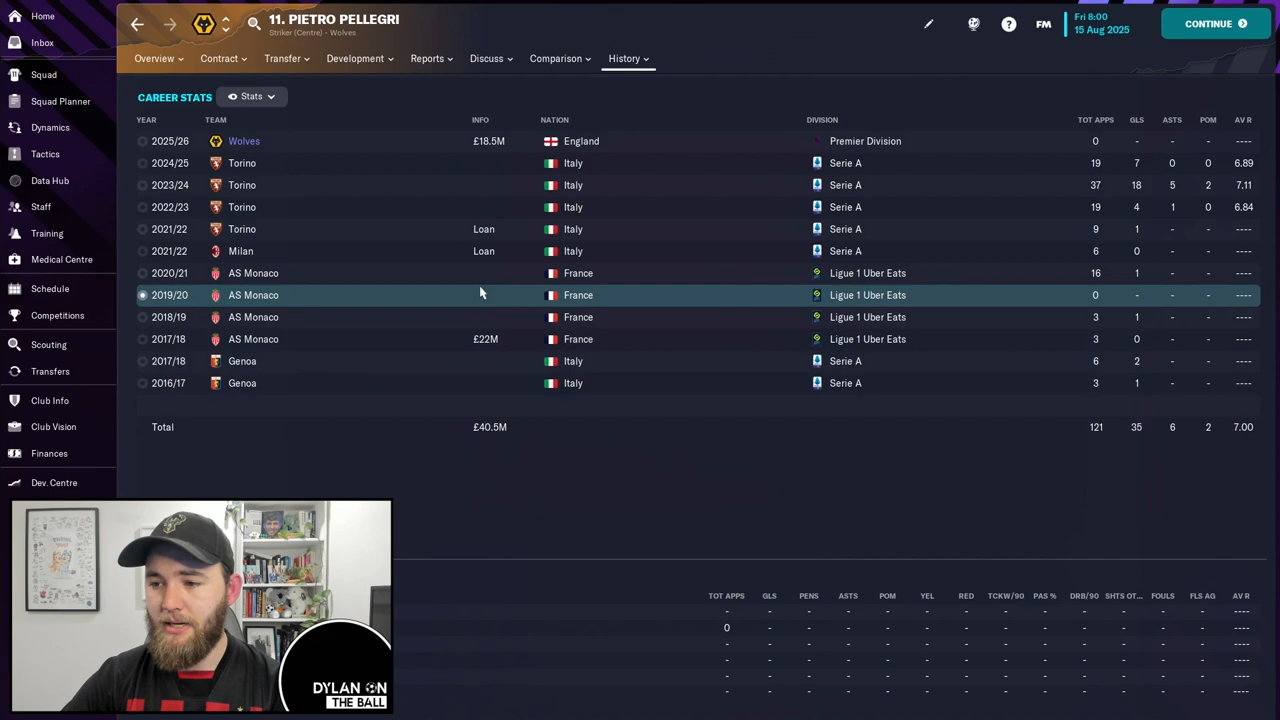 Home
Inbox
Squad
Squad Planner
Dynamics
Tactics
Data Hub
Staff
Training
Medical Centre
Schedule
Competitions
Scouting
Transfers
Club Info
Club Vision
Finances
Dev. Centre
11. PIETRO PELLEGRI
Striker (Centre) - Wolves
? FM Fri 8:00
15 Aug 2025
CONTINUE
Overview Contract Transfer Development Reports Discuss Comparison History
CAREER STATS Stats
YEAR TEAM INFO NATION DIVISION TOT APPS GLS ASTS POM AV R
2025/26 Wolves £18.5M England Premier Division 0 - - - ----
2024/25 Torino Italy Serie A 19 7 0 0 6.89
2023/24 Torino Italy Serie A 37 18 5 2 7.11
2022/23 Torino Italy Serie A 19 4 1 0 6.84
2021/22 Torino Loan Italy Serie A 9 1 - - ----
2021/22 Milan Loan Italy Serie A 6 0 - - ----
2020/21 AS Monaco France Ligue 1 Uber Eats 16 1 - - ----
2019/20 AS Monaco France Ligue 1 Uber Eats 0 - - - ----
2018/19 AS Monaco France Ligue 1 Uber Eats 3 1 - - ----
2017/18 AS Monaco £22M France Ligue 1 Uber Eats 3 0 - - ----
2017/18 Genoa Italy Serie A 6 2 - - ----
2016/17 Genoa Italy Serie A 3 1 - - ----
Total £40.5M 121 35 6 2 7.00
TOT APPS GLS PENS ASTS POM YEL RED TCKW/90 PAS % DRB/90 SHTS OT... FOULS FLS AG AV R
- - - - - - - - - - - - - ----
0 - - - - - - - - - - - - ----
- - - - - - - - - - - - - ----
- - - - - - - - - - - - - ----
- - - - - - - - - - - - - ----
- - - - - - - - - - - - - ----
DYLAN ON
THE BALL